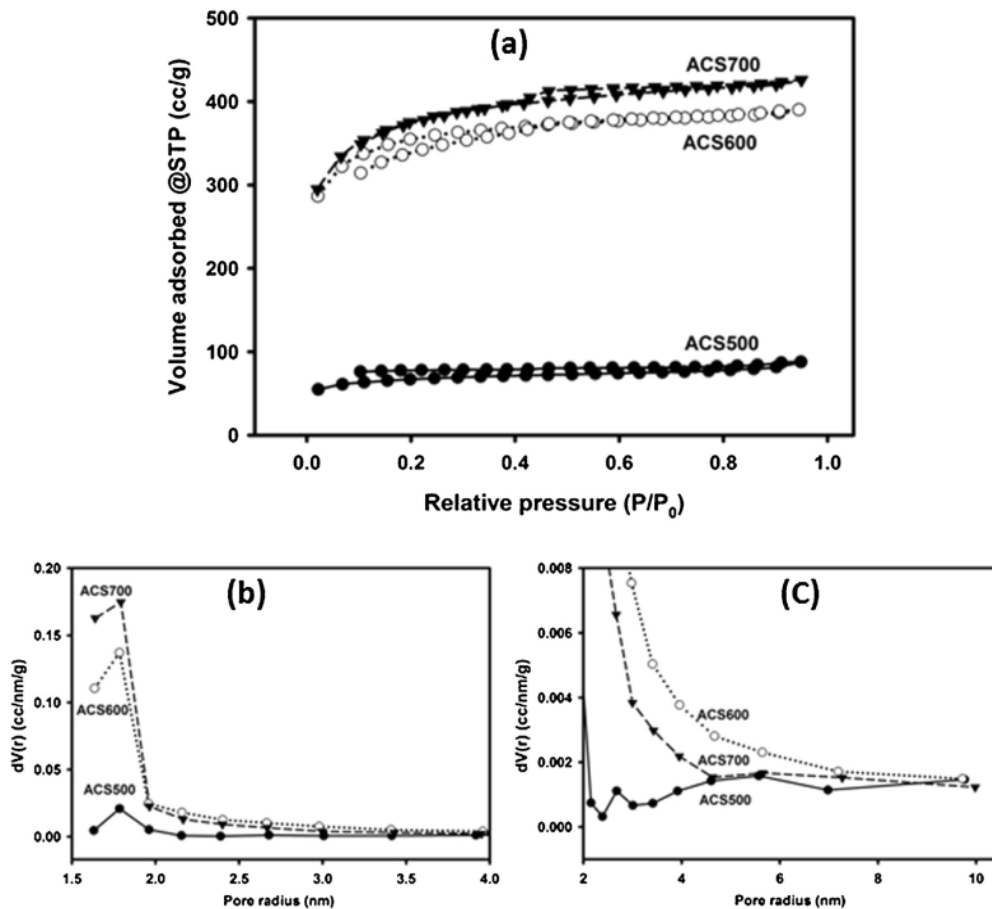 (a)
500
400
300
200
100
0
Volume adsorbed @STP (cc/g)
ACS700
ACS600
ACS500
0.0 0.2 0.4 0.6 0.8 1.0
Relative pressure (P/P₀)
(b)
0.20
0.15
0.10
0.05
0.00
dV(r) (cc/nm/g)
ACS700
ACS600
ACS500
1.5 2.0 2.5 3.0 3.5 4.0
Pore radius (nm)
(C)
0.008
0.006
0.004
0.002
0.000
dV(r) (cc/nm/g)
ACS600
ACS700
ACS500
2 4 6 8 10
Pore radius (nm)